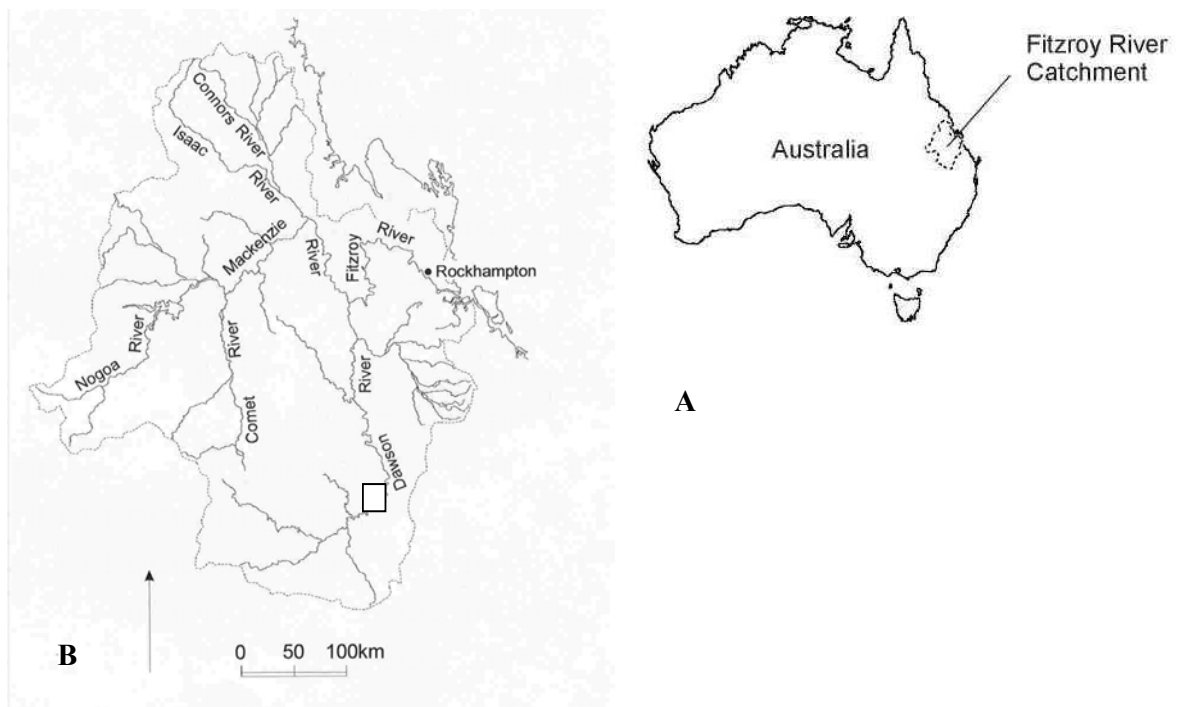 Connors River
Isaac
River
Mackenzie
River
Fitzroy
River
Rockhampton
Nogoa
River
River
Comet
River
Dawson
B
0 50 100km
Fitzroy River
Catchment
Australia
A